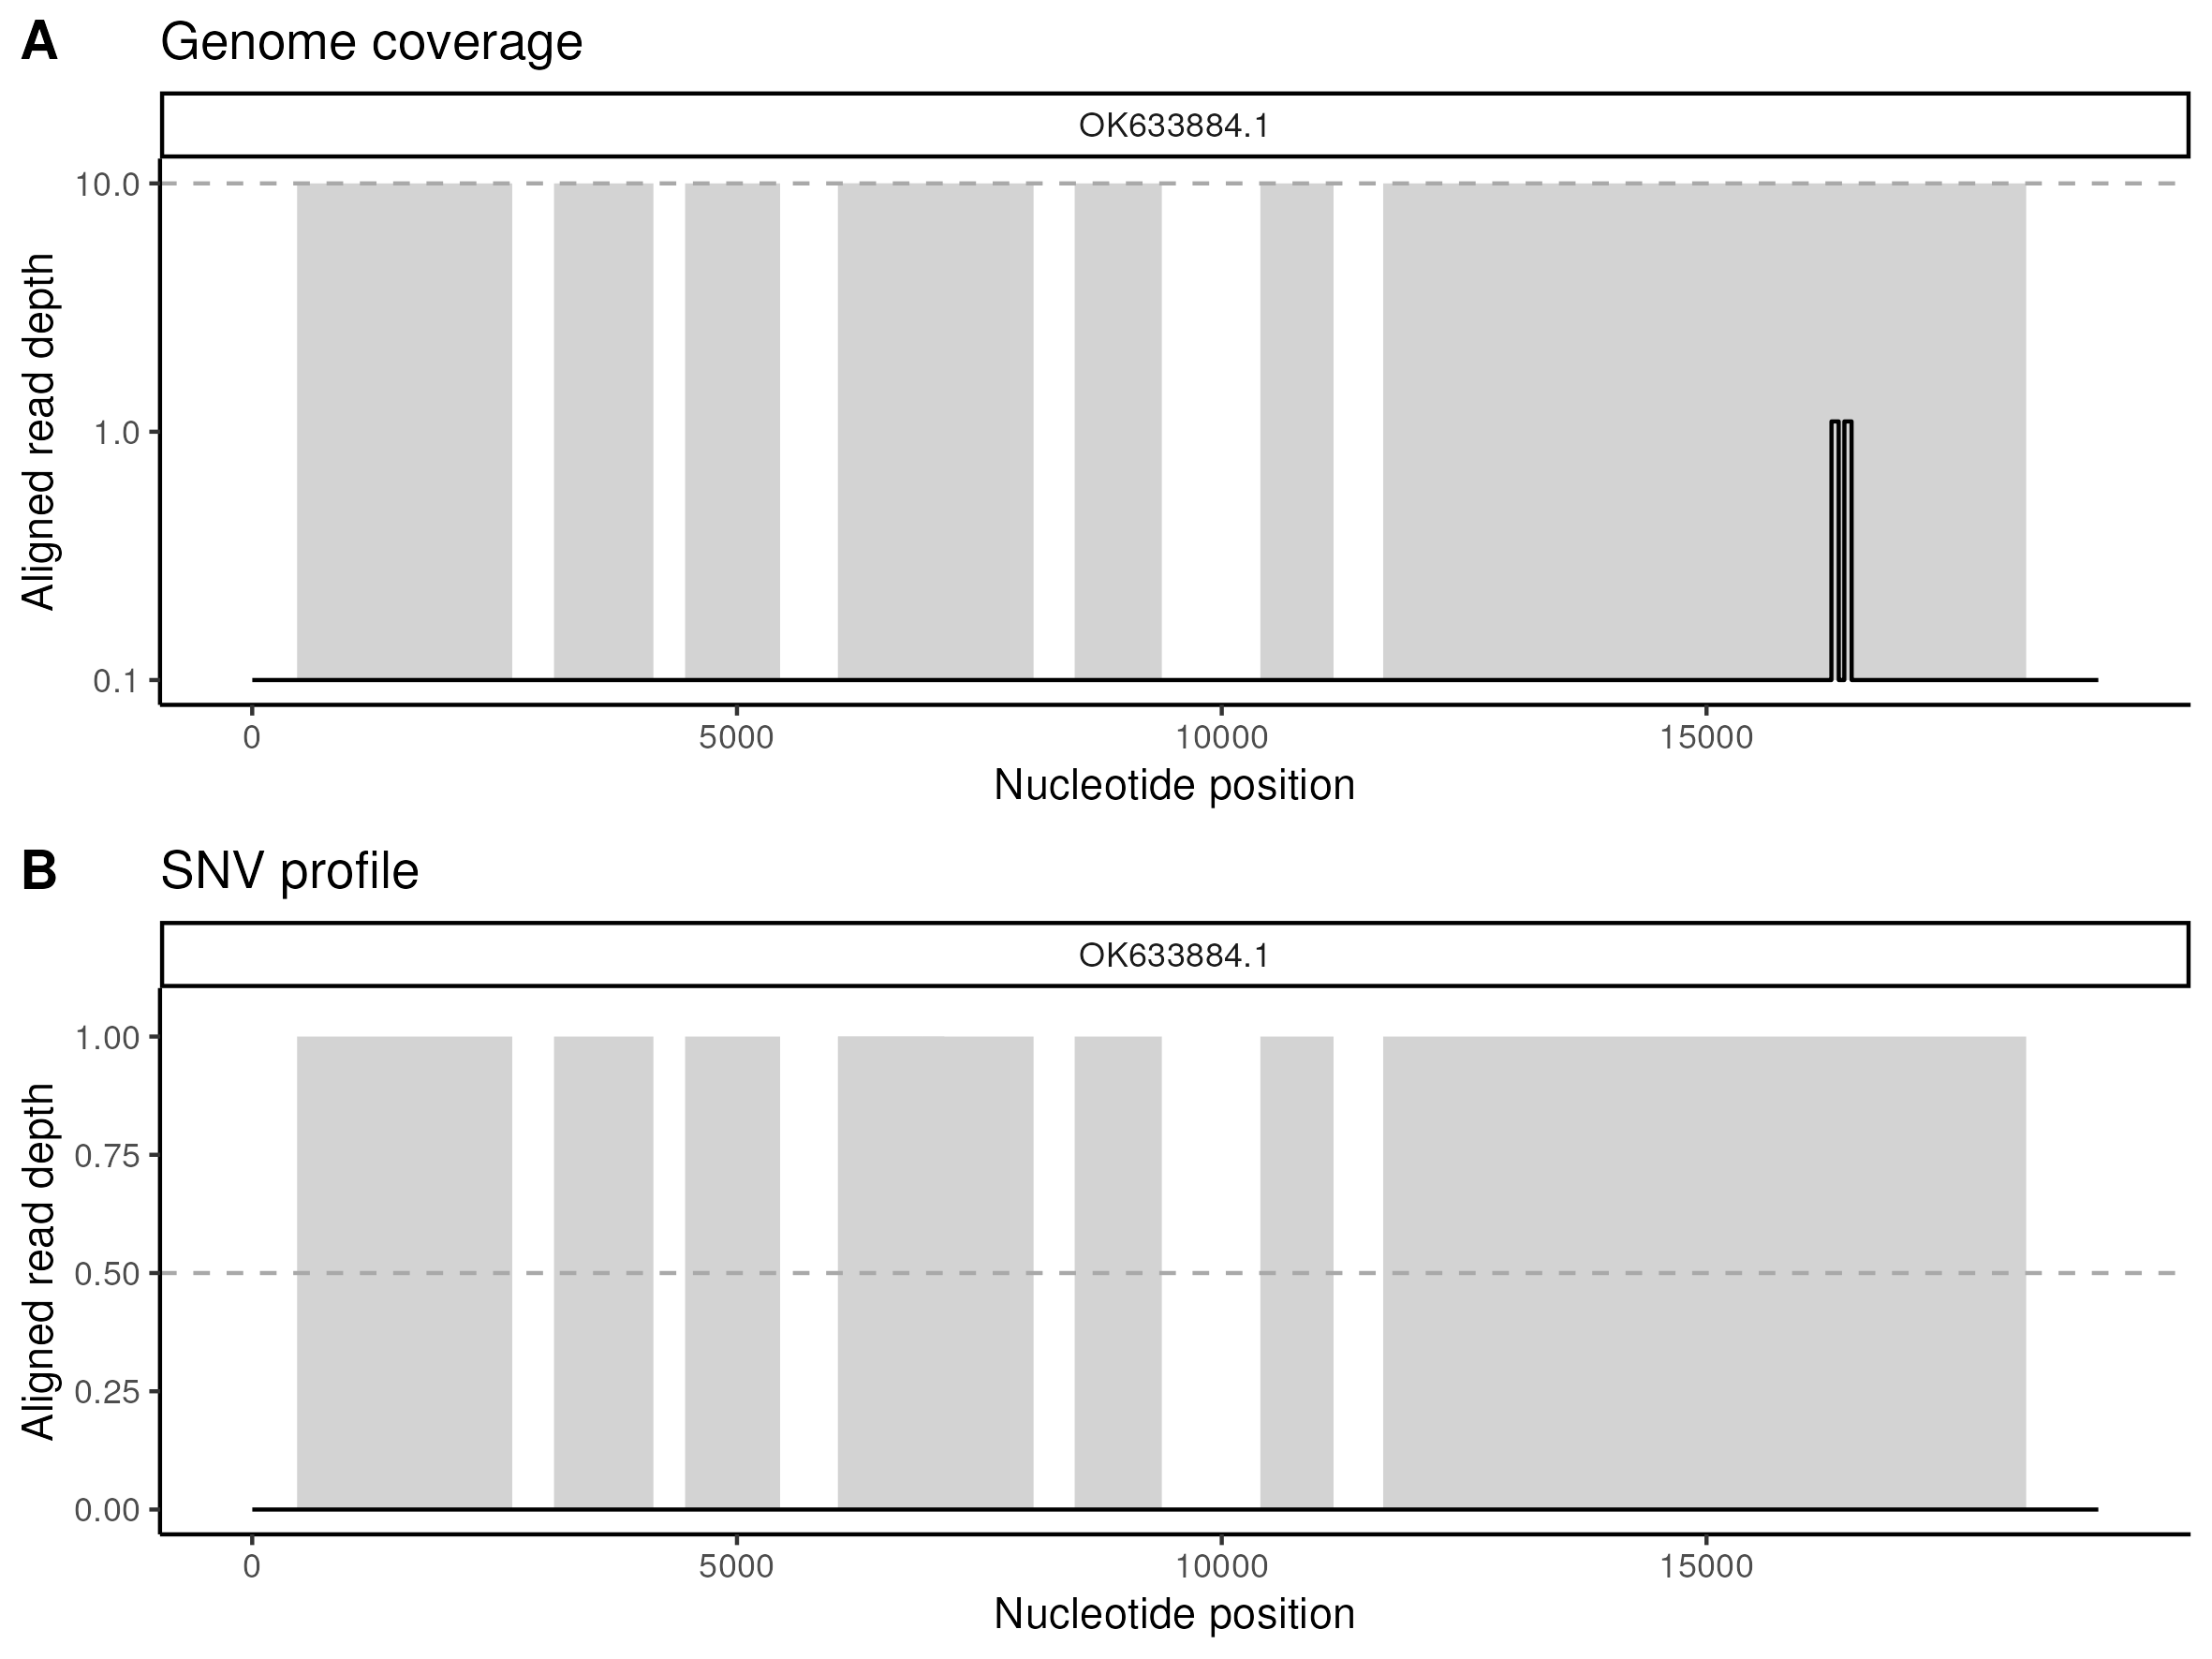 A Genome coverage
OK633884.1
10.0
1.0
0.1
Aligned read depth
0 5000 10000 15000
Nucleotide position
B SNV profile
OK633884.1
1.00
0.75
0.50
0.25
0.00
Aligned read depth
0 5000 10000 15000
Nucleotide position